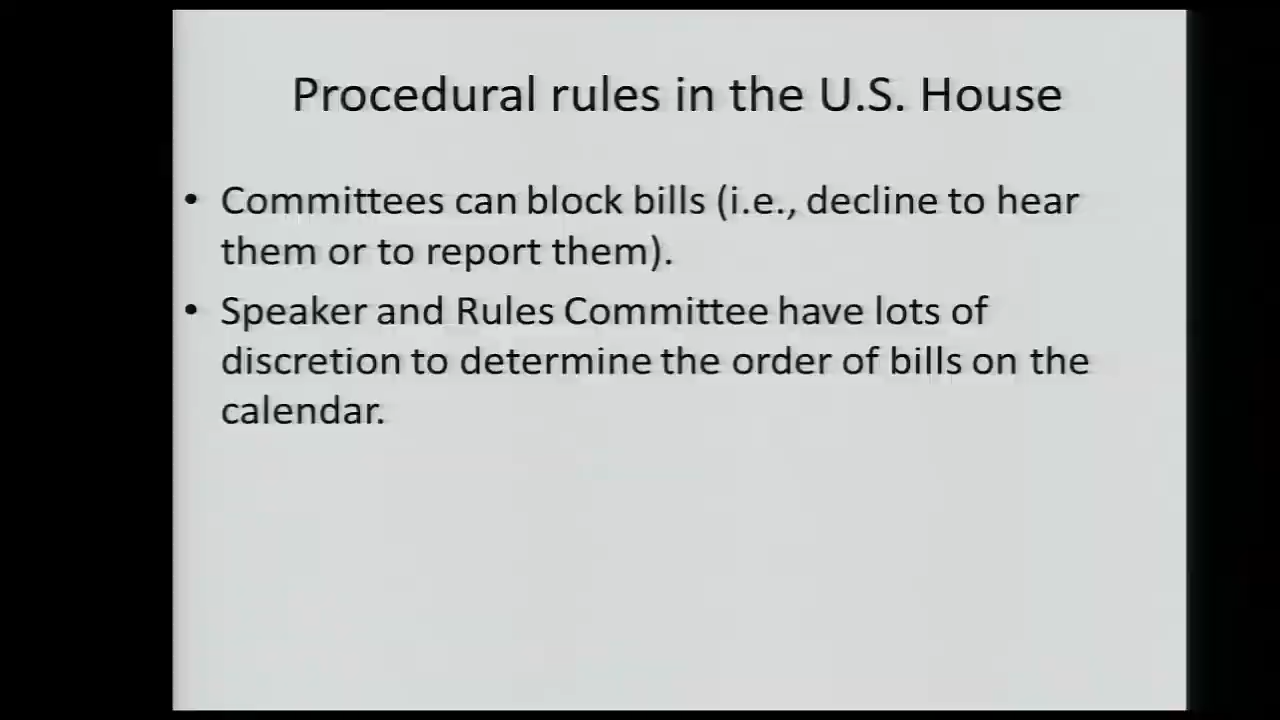 Procedural rules in the U.S. House
• Committees can block bills (i.e., decline to hear
them or to report them).
• Speaker and Rules Committee have lots of
discretion to determine the order of bills on the
calendar.